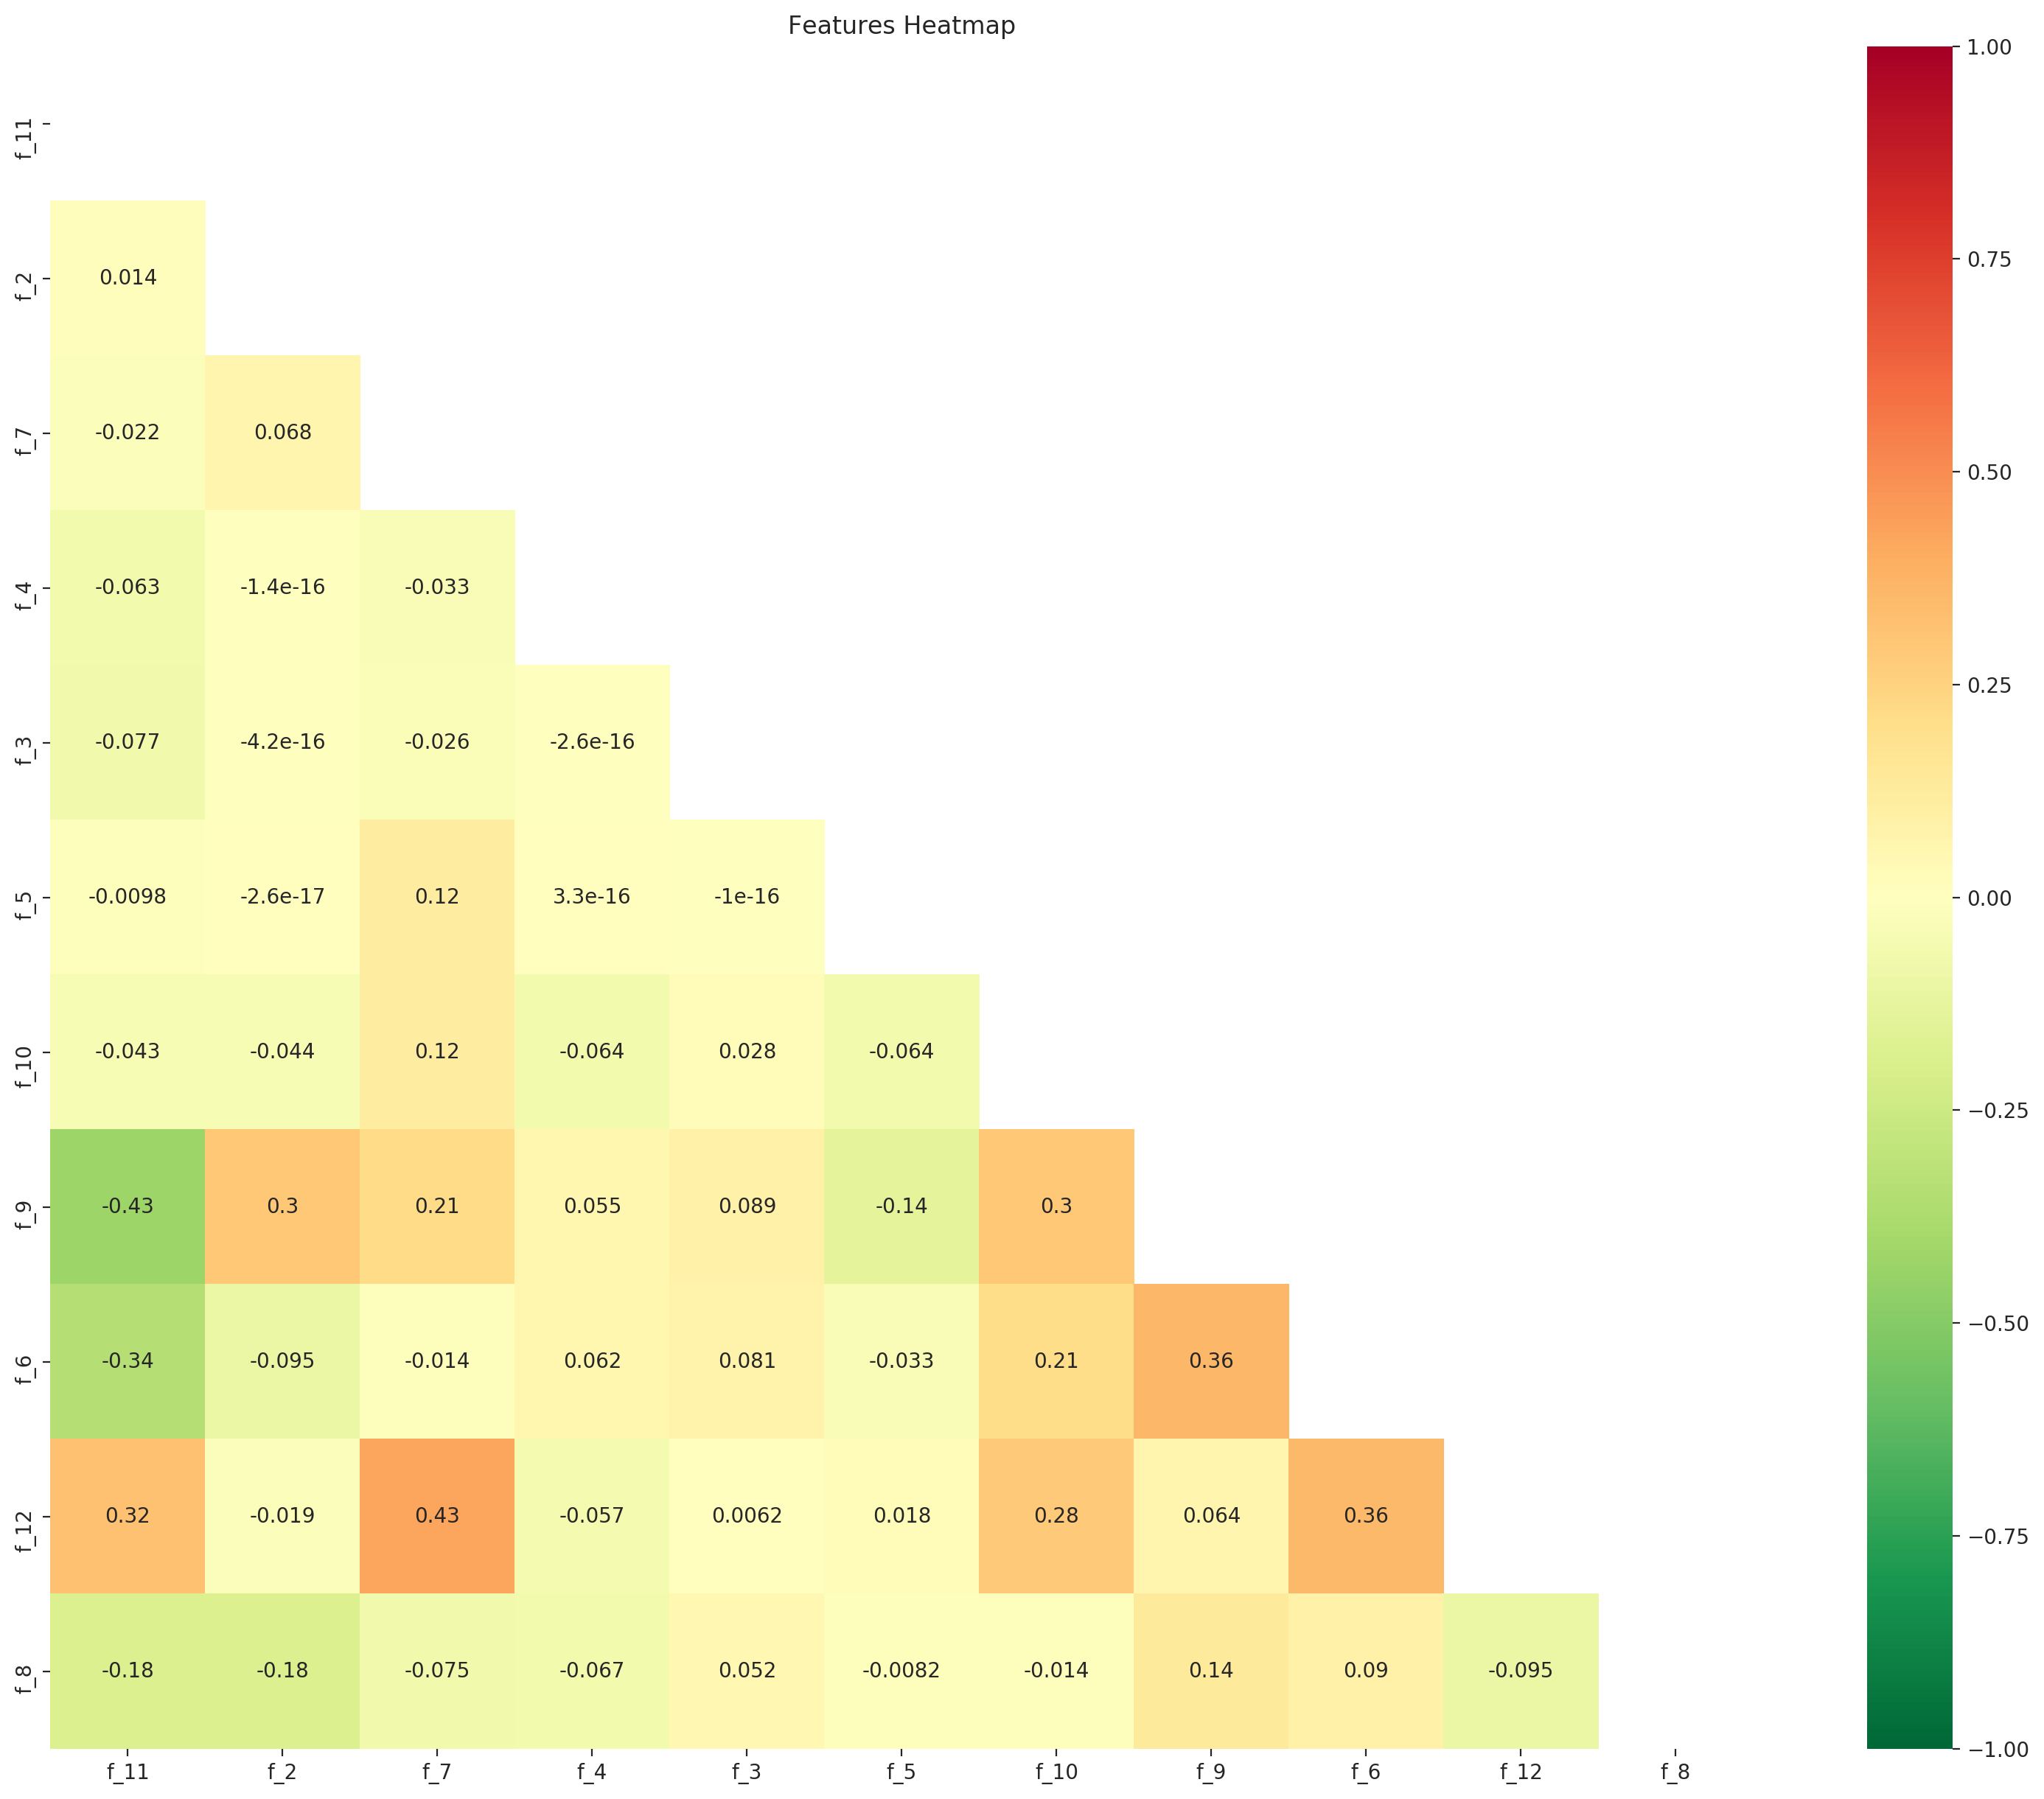 Features Heatmap
f_11
f_2 0.014
f_7 -0.022 0.068
f_4 -0.063 -1.4e-16 -0.033
f_3 -0.077 -4.2e-16 -0.026 -2.6e-16
f_5 -0.0098 -2.6e-17 0.12 3.3e-16 -1e-16
f_10 -0.043 -0.044 0.12 -0.064 0.028 -0.064
f_9 -0.43 0.3 0.21 0.055 0.089 -0.14 0.3
f_6 -0.34 -0.095 -0.014 0.062 0.081 -0.033 0.21 0.36
f_12 0.32 -0.019 0.43 -0.057 0.0062 0.018 0.28 0.064 0.36
f_8 -0.18 -0.18 -0.075 -0.067 0.052 -0.0082 -0.014 0.14 0.09 -0.095
f_11 f_2 f_7 f_4 f_3 f_5 f_10 f_9 f_6 f_12 f_8
1.00
0.75
0.50
0.25
0.00
−0.25
−0.50
−0.75
−1.00